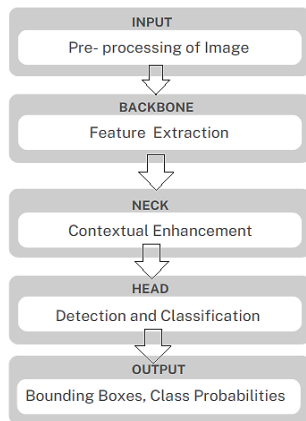 INPUT
Pre- processing of Image
BACKBONE
Feature Extraction
NECK
Contextual Enhancement
HEAD
Detection and Classification
OUTPUT
Bounding Boxes, Class Probabilities